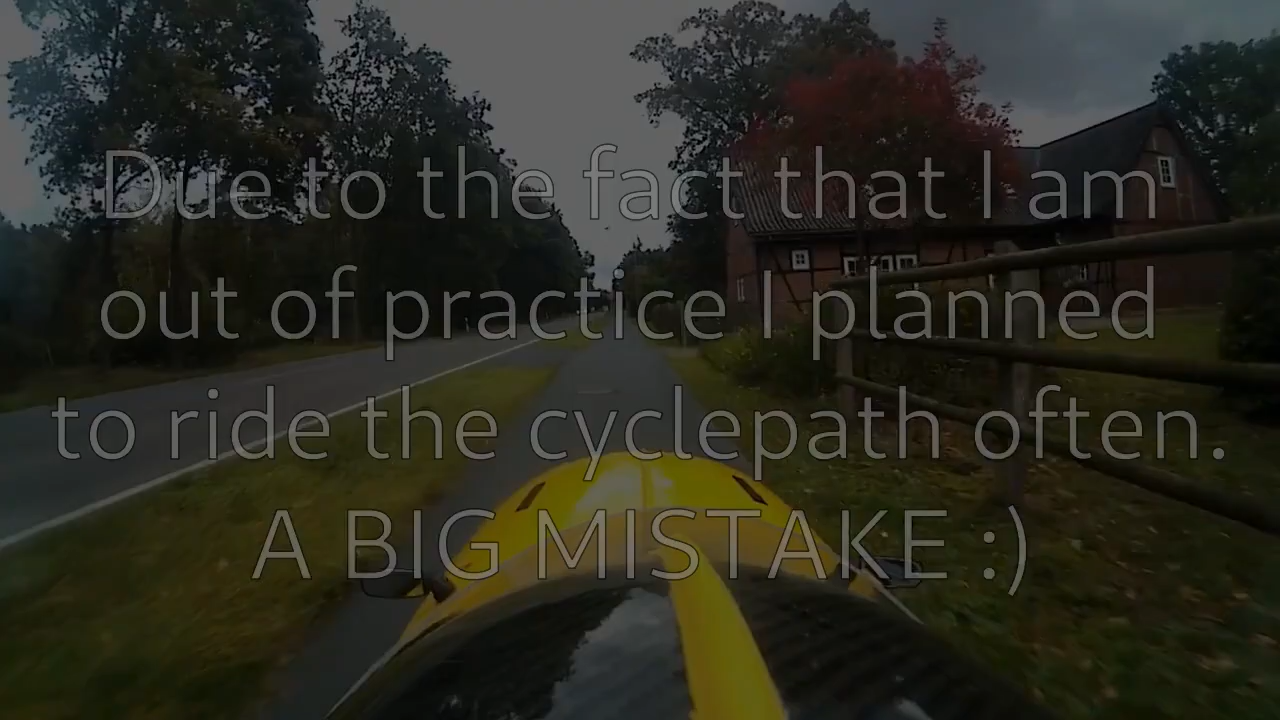 Due to the fact that I am
out of practice I planned
to ride the cyclepath often.
A BIG MISTAKE :)